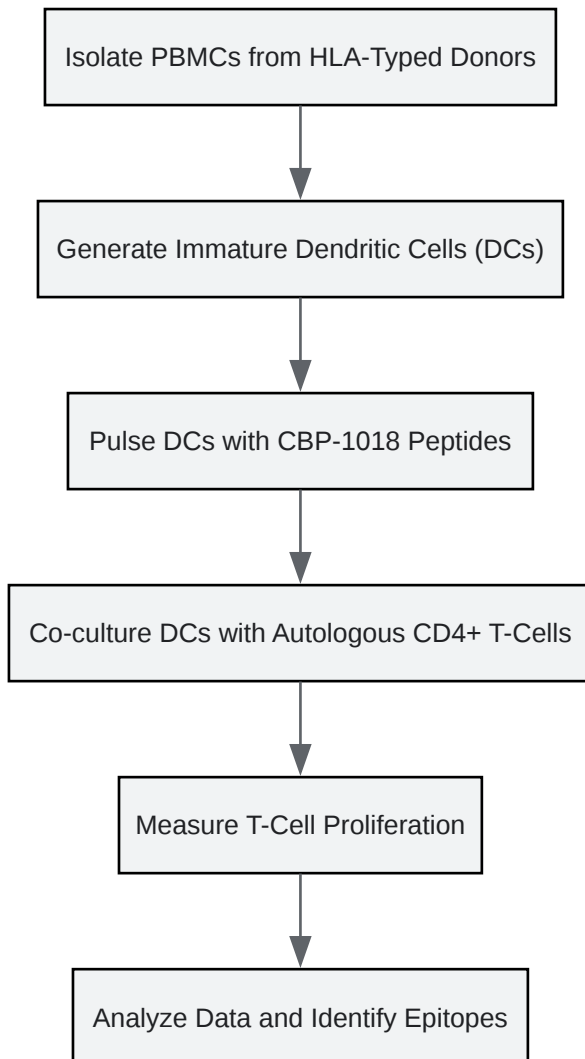 Isolate PBMCs from HLA-Typed Donors
Generate Immature Dendritic Cells (DCs)
Pulse DCs with CBP-1018 Peptides
Co-culture DCs with Autologous CD4+ T-Cells
Measure T-Cell Proliferation
Analyze Data and Identify Epitopes